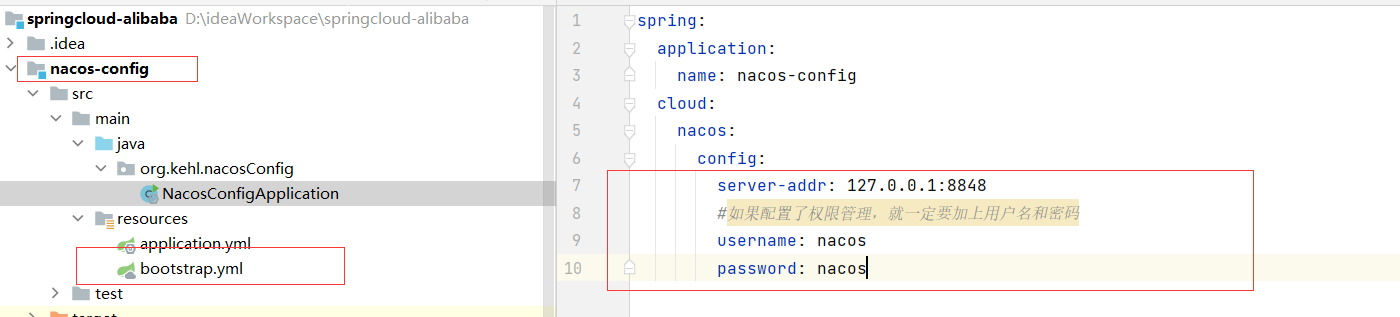 springcloud-alibaba D:\ideaWorkspace\springcloud-alibaba
.idea
nacos-config
src
main
java
org.kehl.nacosConfig
NacosConfigApplication
resources
application.yml
bootstrap.yml
test
target
1 spring:
2 application:
3 name: nacos-config
4 cloud:
5 nacos:
6 config:
7 server-addr: 127.0.0.1:8848
8 #如果配置了权限管理，就一定要加上用户名和密码
9 username: nacos
10 password: nacos